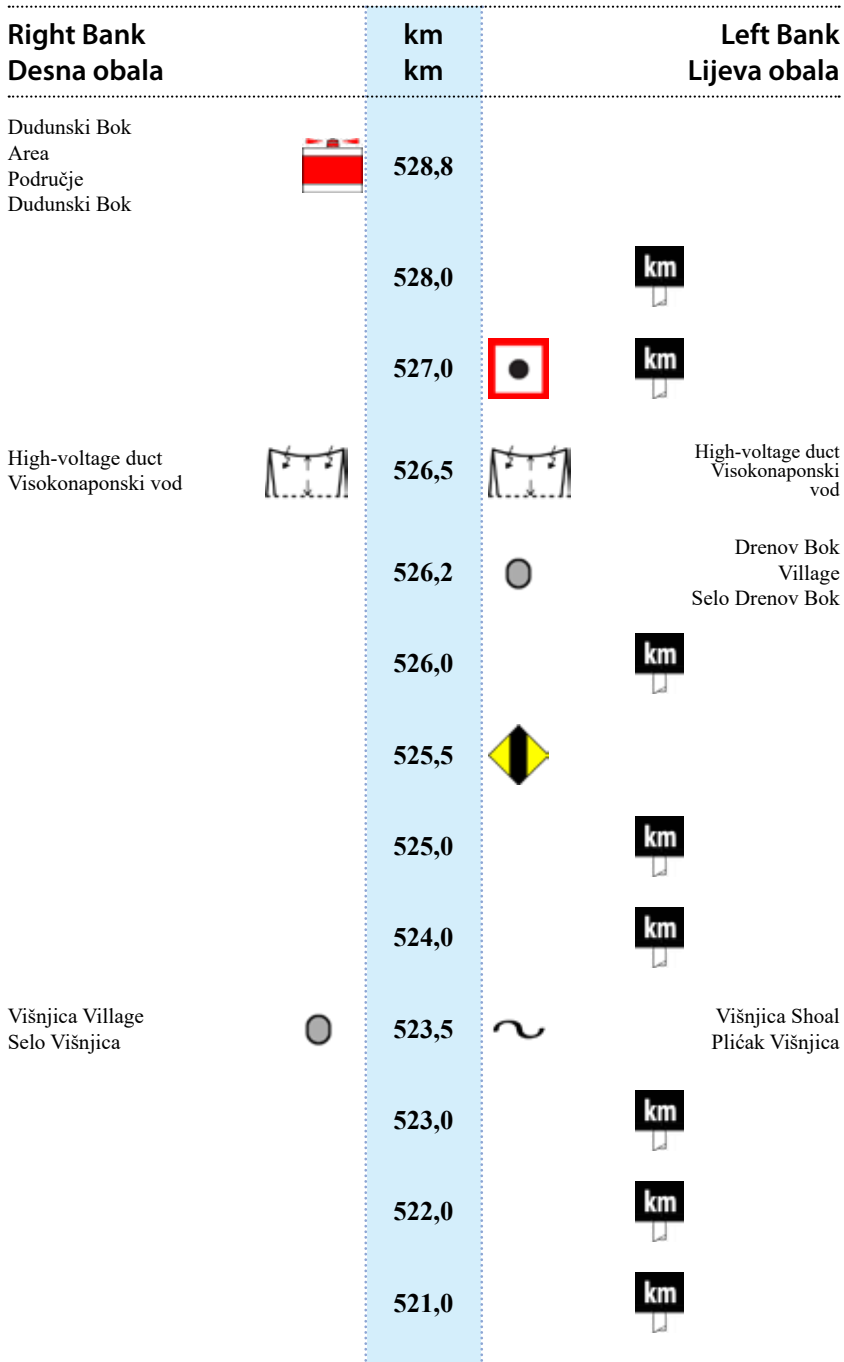 Right Bank km Left Bank
Desna obala km Lijeva obala
Dudunski Bok
Area
Područje
Dudunski Bok
528,8
528,0 km
527,0 km
High-voltage duct
Visokonaponski vod
526,5
High-voltage duct
Visokonaponski
vod
526,2
Drenov Bok
Village
Selo Drenov Bok
526,0 km
525,5
525,0 km
524,0 km
Višnjica Village
Selo Višnjica
523,5
Višnjica Shoal
Plićak Višnjica
523,0 km
522,0 km
521,0 km